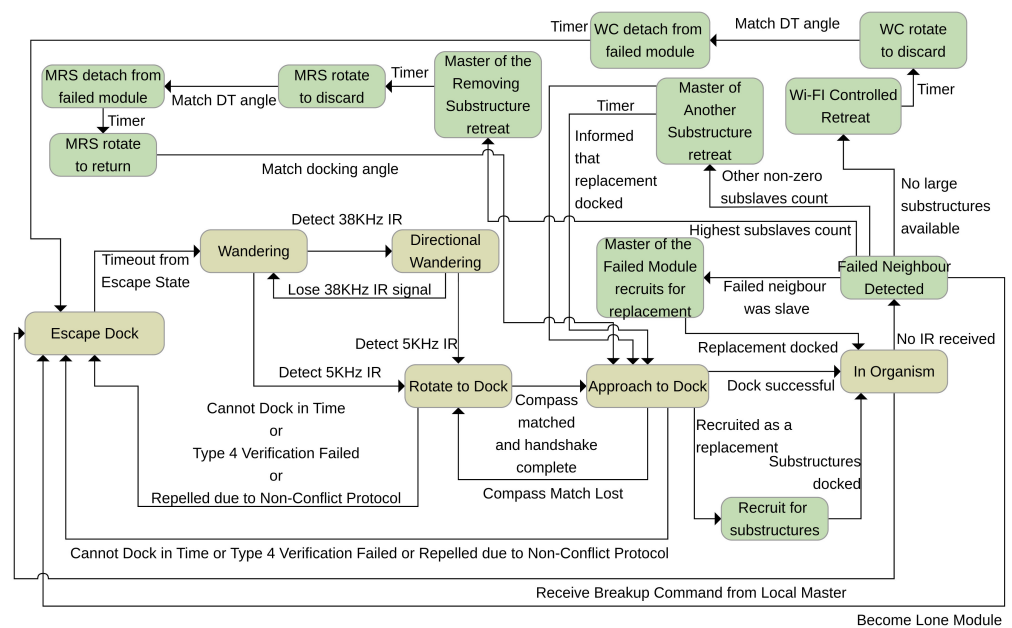 Timer
WC detach from
failed module
Match DT angle
WC rotate
to discard
MRS detach from
failed module
Match DT angle
MRS rotate
to discard
Timer
Master of the
Removing
Substructure
retreat
Timer
Informed
that
replacement
docked
Master of
Another
Substructure
retreat
Wi-FI Controlled
Retreat
Timer
Timer
MRS rotate
to return
Match docking angle
Other non-zero
subslaves count
No large
substructures
available
Highest subslaves count
Detect 38KHz IR
Timeout from
Escape State
Wandering
Directional
Wandering
Lose 38KHz IR signal
Master of the
Failed Module
recruits for
replacement
Failed neigbour
was slave
Failed Neighbour
Detected
Escape Dock
Detect 5KHz IR
Detect 5KHz IR
Replacement docked
No IR received
Rotate to Dock
Compass
matched
and handshake
complete
Approach to Dock
Dock successful
In Organism
Cannot Dock in Time
or
Type 4 Verification Failed
or
Repelled due to Non-Conflict Protocol
Compass Match Lost
Recruited as a
replacement
Substructures
docked
Recruit for
substructures
Cannot Dock in Time or Type 4 Verification Failed or Repelled due to Non-Conflict Protocol
Receive Breakup Command from Local Master
Become Lone Module